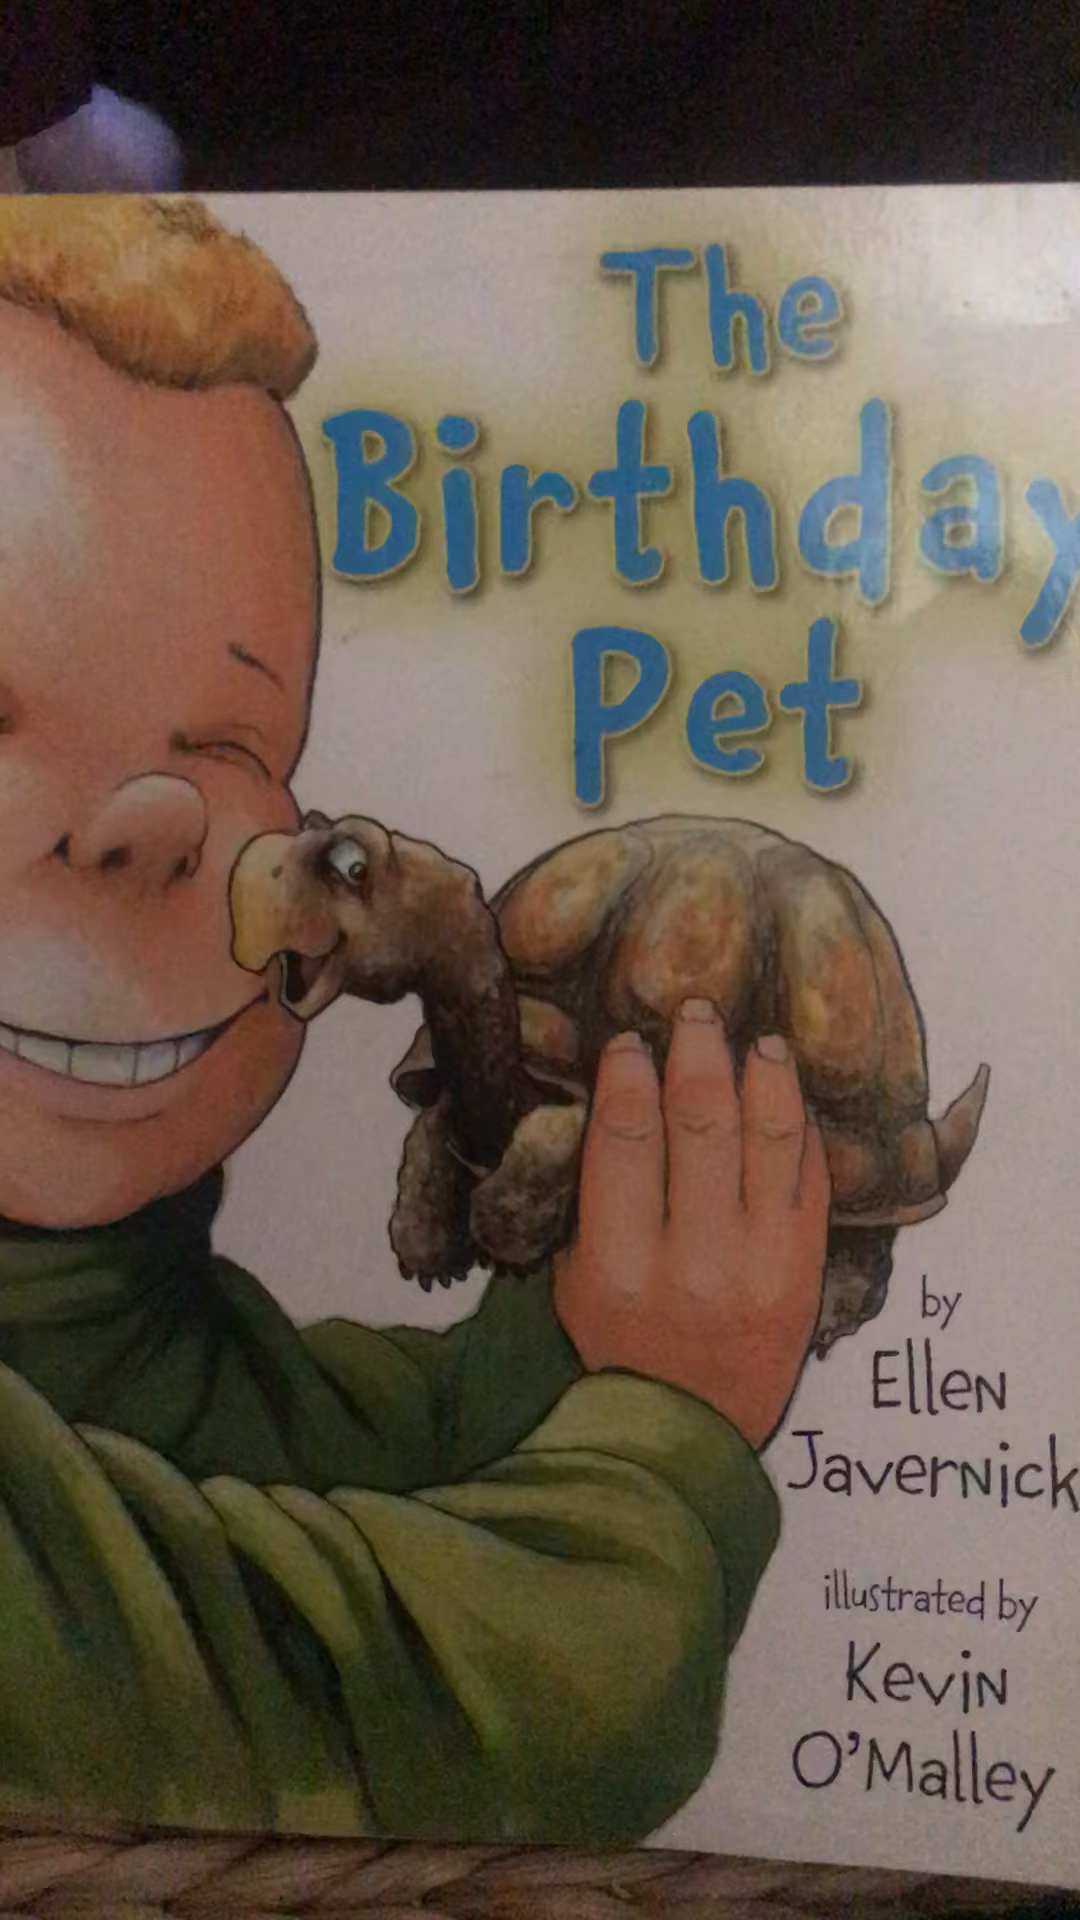 The
Birthday
Pet
by
Ellen
Javernick
illustrated by
Kevin
O'Malley